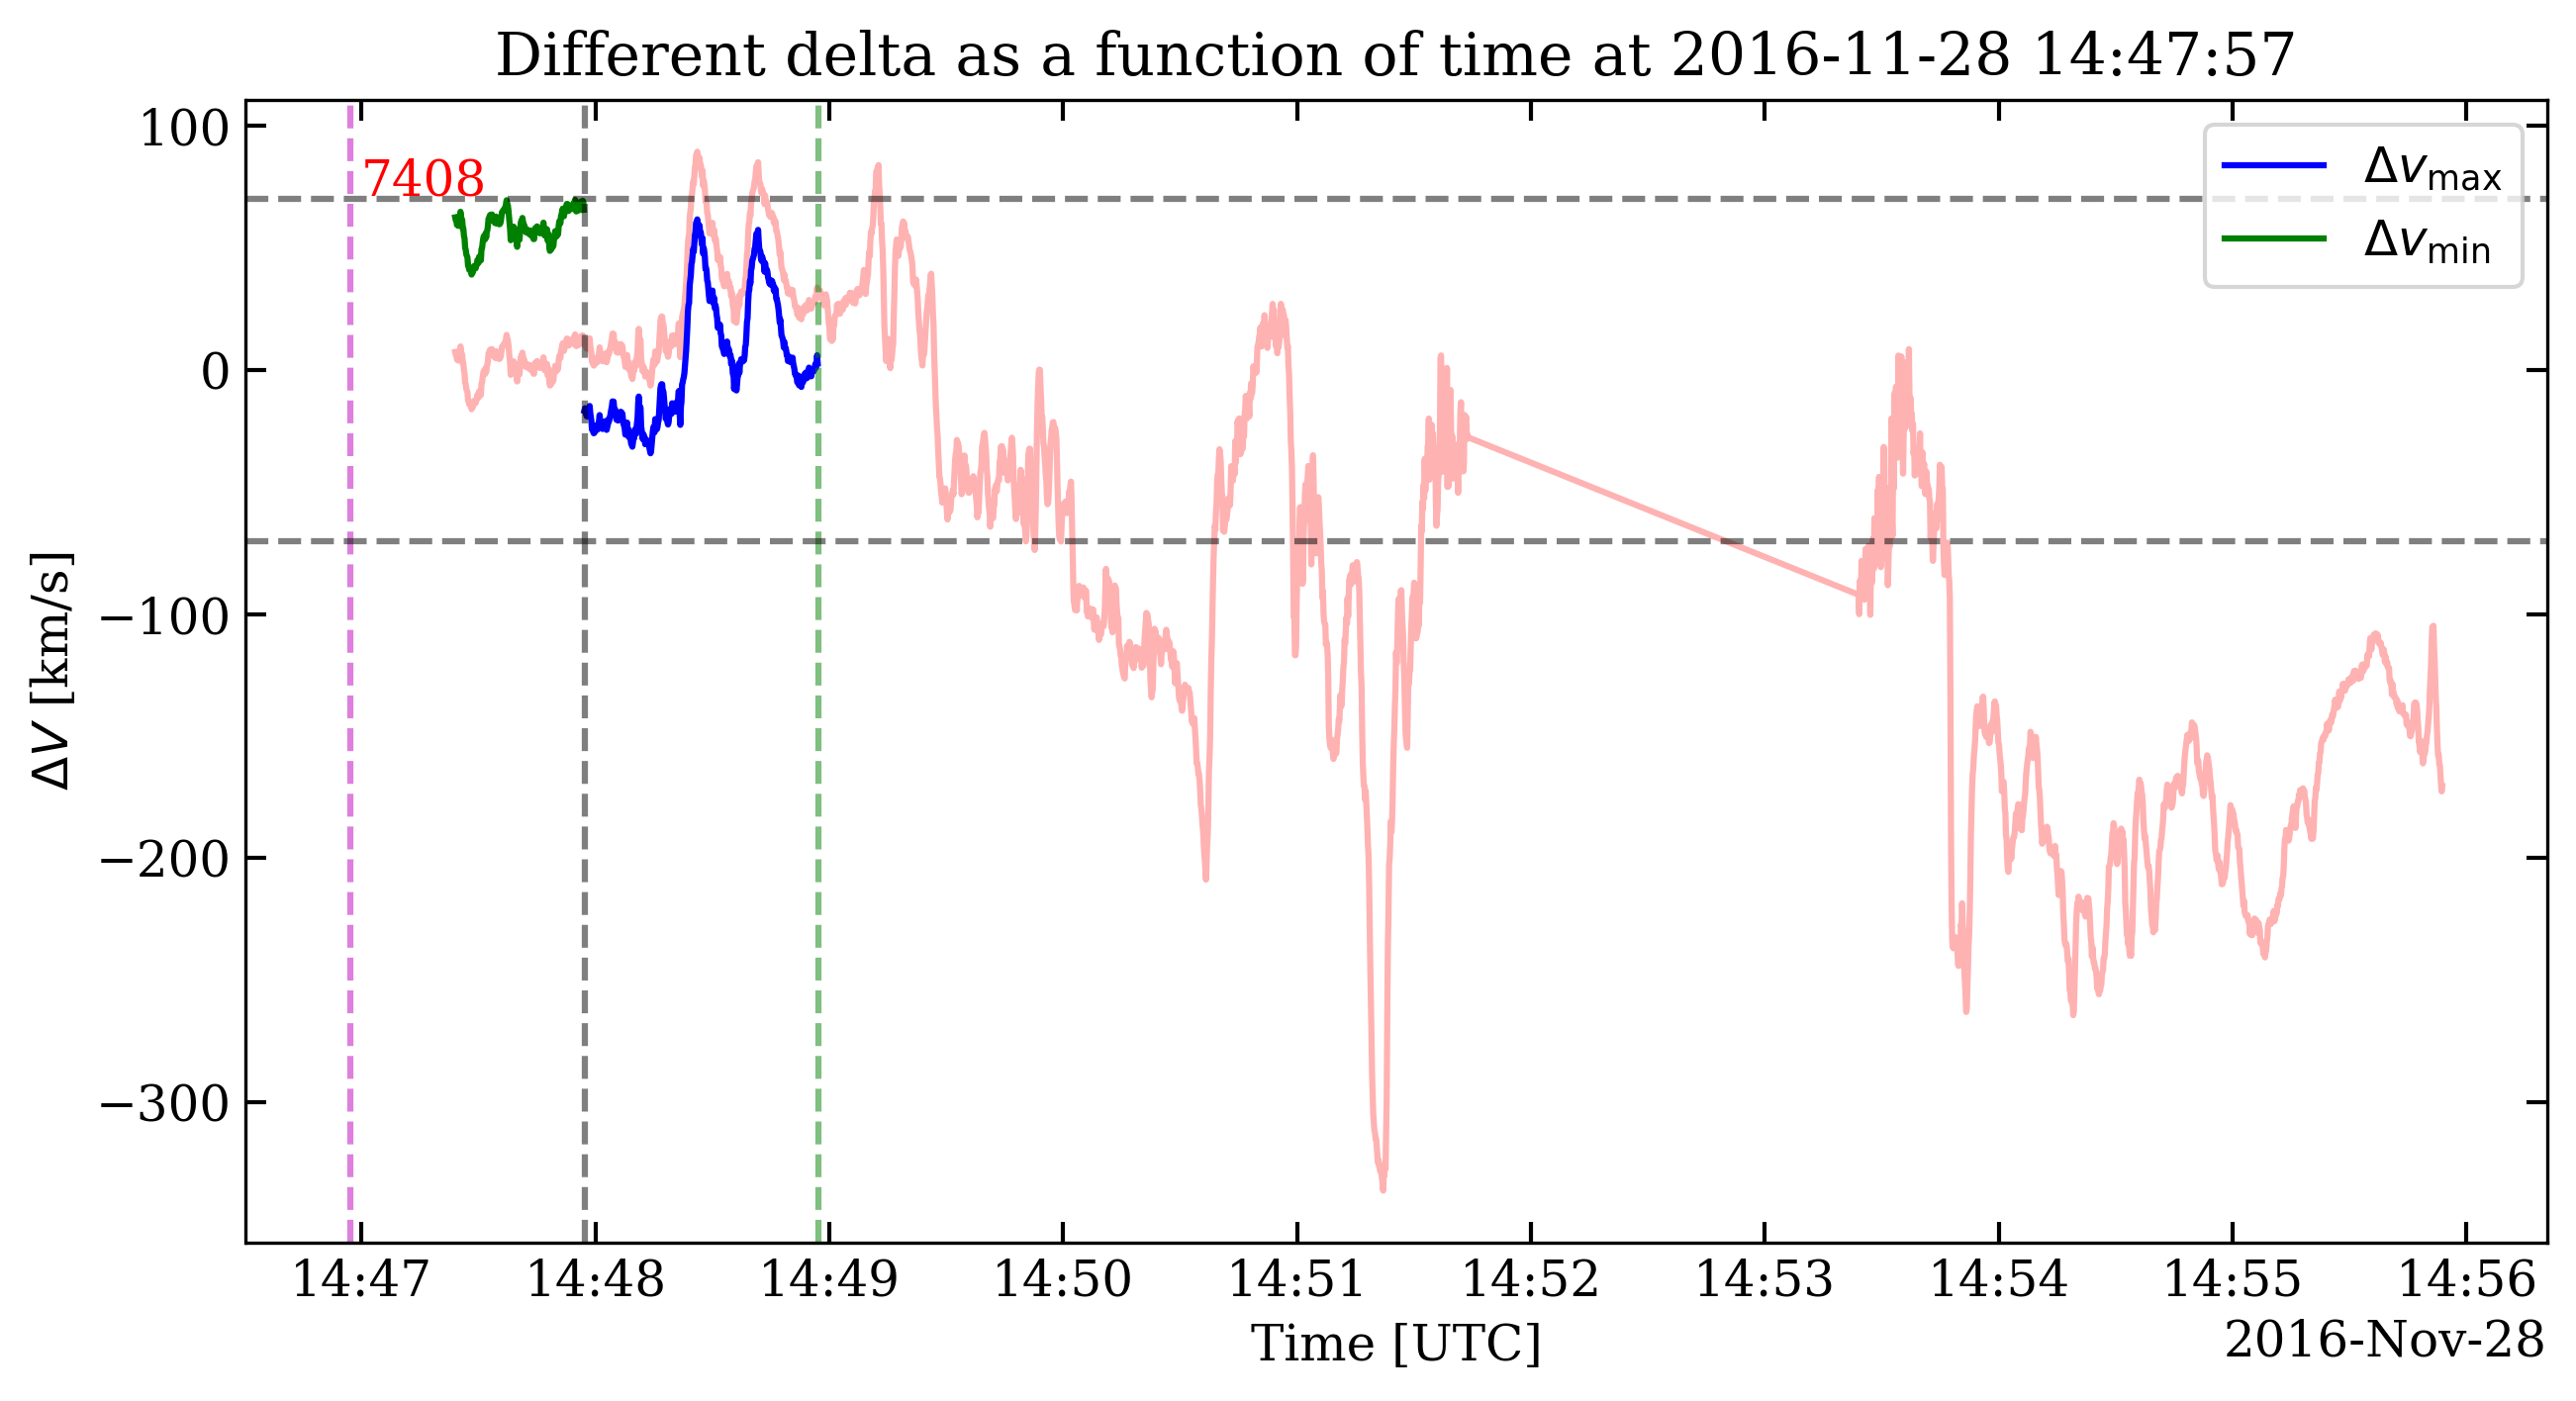 Different delta as a function of time at 2016-11-28 14:47:57
100
0
−100
−200
−300
ΔV [km/s]
7408
Δv_max
Δv_min
14:47 14:48 14:49 14:50 14:51 14:52 14:53 14:54 14:55 14:56
Time [UTC]
2016-Nov-28